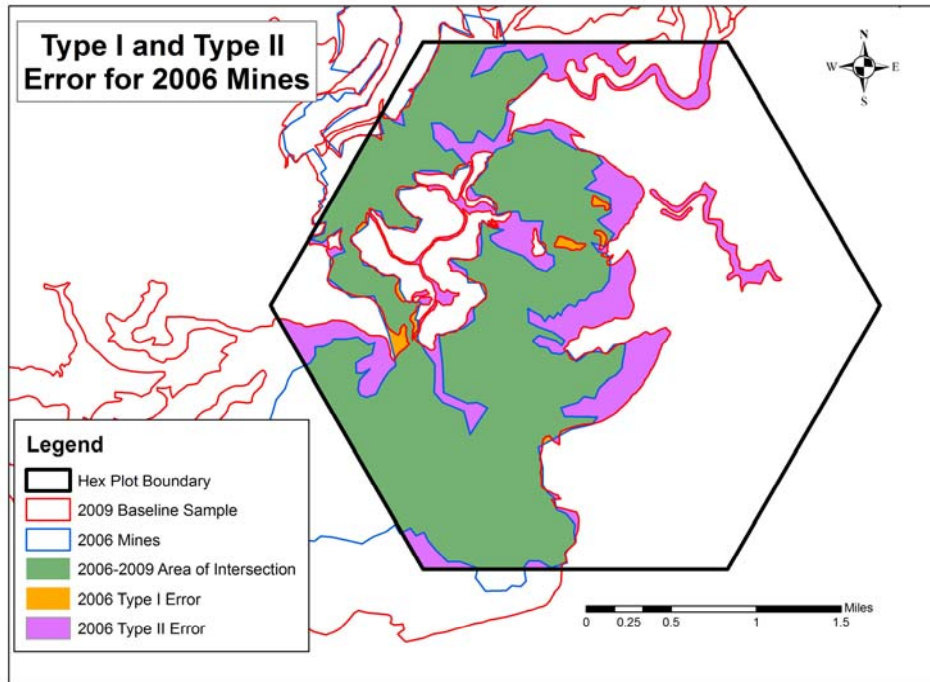 Type I and Type II
Error for 2006 Mines
N
W E
S
Legend
Hex Plot Boundary
2009 Baseline Sample
2006 Mines
2006-2009 Area of Intersection
2006 Type I Error
2006 Type II Error
Miles
0 0.25 0.5 1 1.5